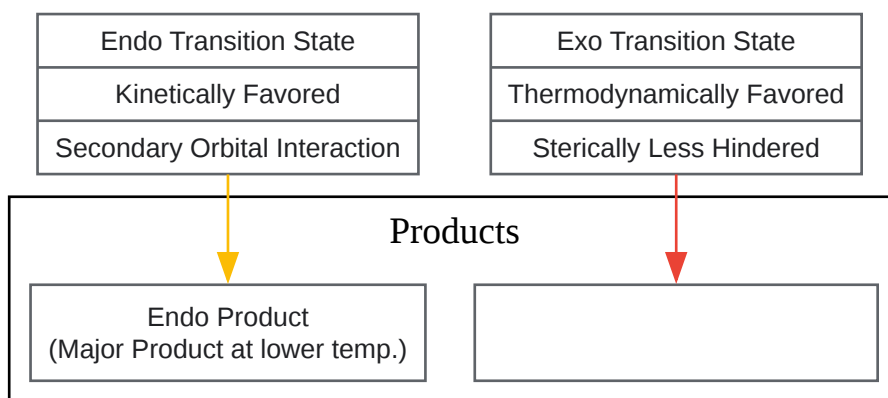 Endo Transition State
Kinetically Favored
Secondary Orbital Interaction
Exo Transition State
Thermodynamically Favored
Sterically Less Hindered
Products
Endo Product
(Major Product at lower temp.)